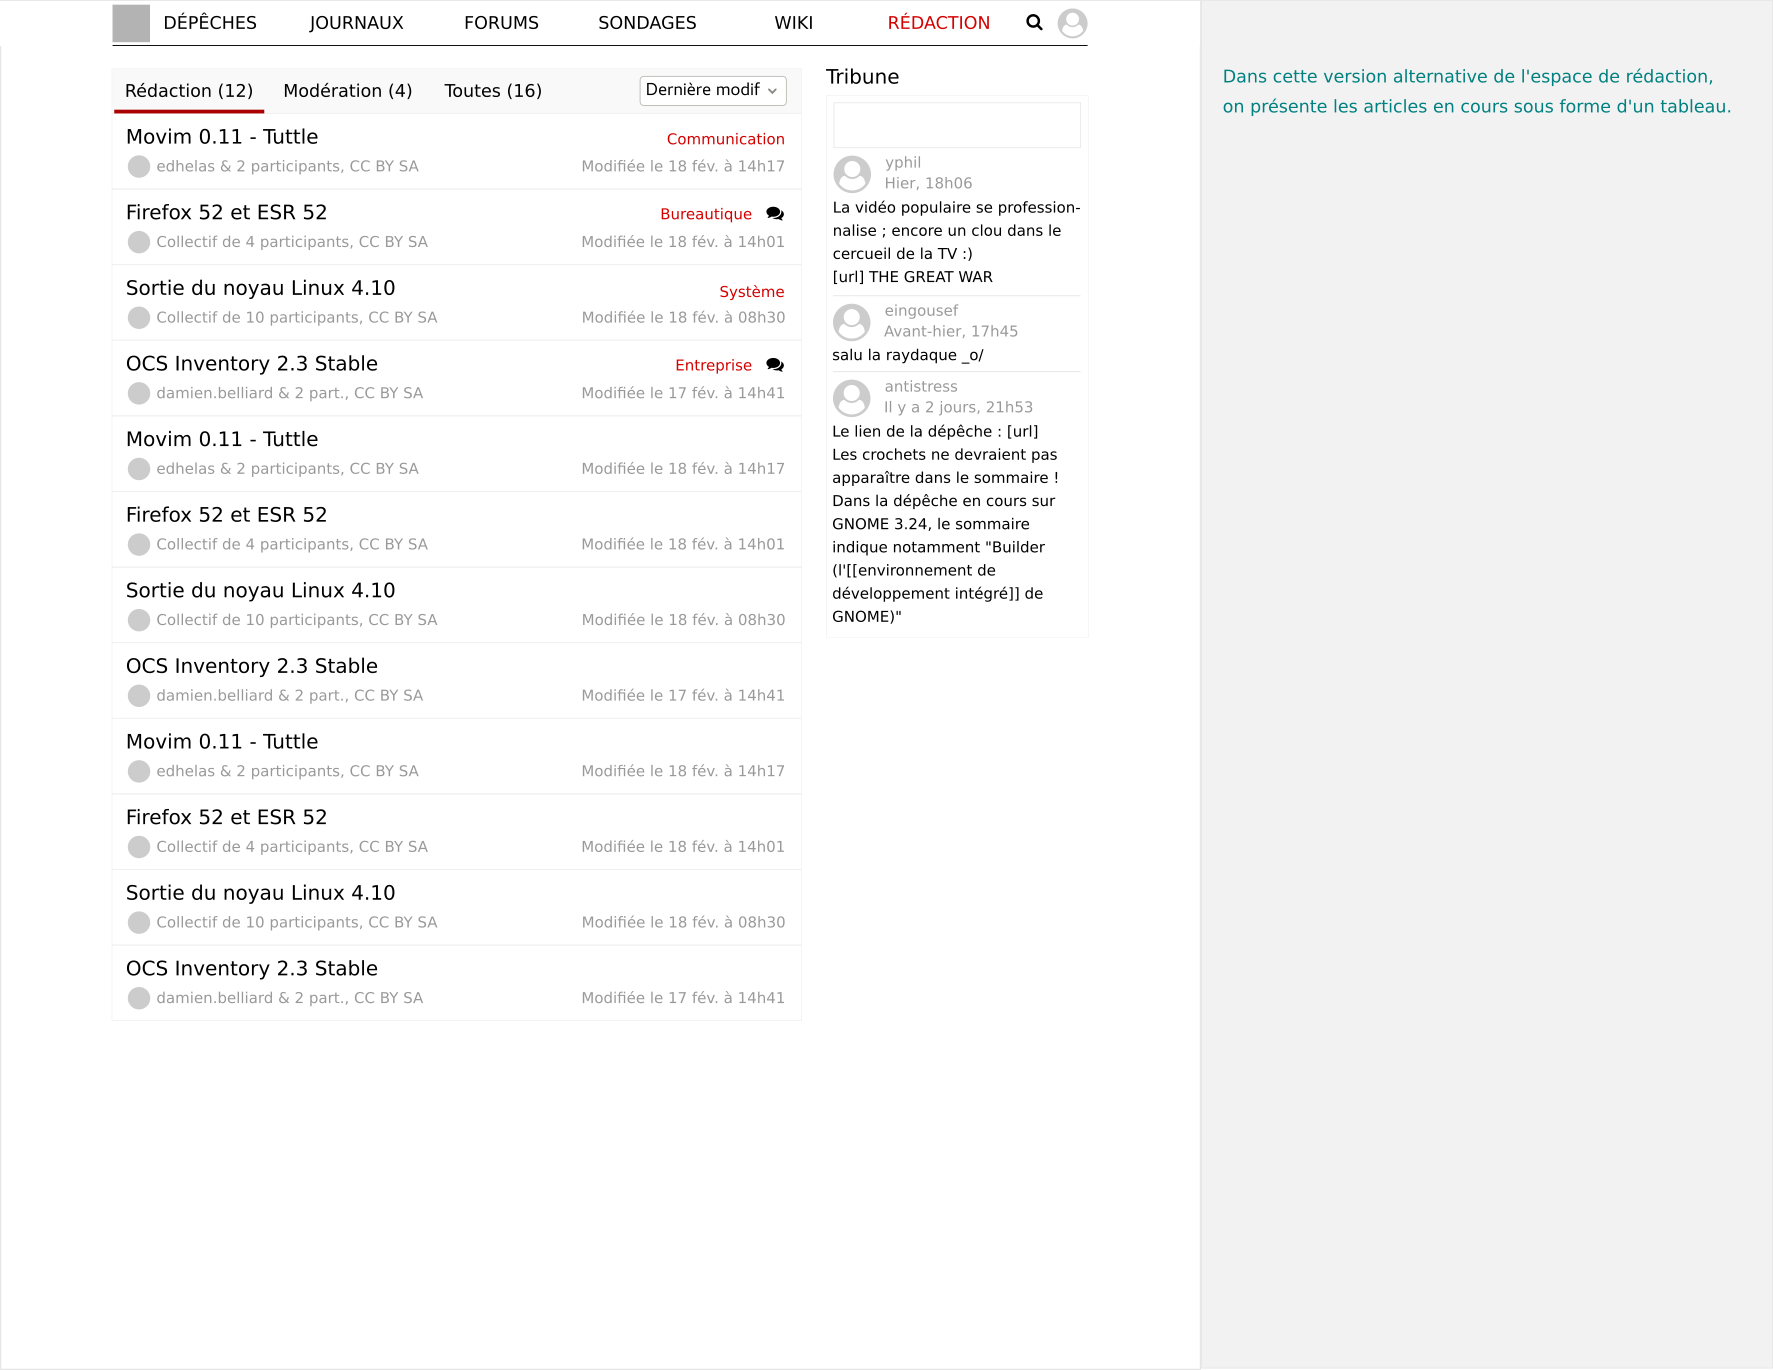 DÉPÊCHES JOURNAUX FORUMS SONDAGES WIKI RÉDACTION
Rédaction (12) Modération (4) Toutes (16) Dernière modif
Movim 0.11 - Tuttle Communication
edhelas & 2 participants, CC BY SA Modifiée le 18 fév. à 14h17
Firefox 52 et ESR 52 Bureautique
Collectif de 4 participants, CC BY SA Modifiée le 18 fév. à 14h01
Sortie du noyau Linux 4.10 Système
Collectif de 10 participants, CC BY SA Modifiée le 18 fév. à 08h30
OCS Inventory 2.3 Stable Entreprise
damien.belliard & 2 part., CC BY SA Modifiée le 17 fév. à 14h41
Movim 0.11 - Tuttle
edhelas & 2 participants, CC BY SA Modifiée le 18 fév. à 14h17
Firefox 52 et ESR 52
Collectif de 4 participants, CC BY SA Modifiée le 18 fév. à 14h01
Sortie du noyau Linux 4.10
Collectif de 10 participants, CC BY SA Modifiée le 18 fév. à 08h30
OCS Inventory 2.3 Stable
damien.belliard & 2 part., CC BY SA Modifiée le 17 fév. à 14h41
Movim 0.11 - Tuttle
edhelas & 2 participants, CC BY SA Modifiée le 18 fév. à 14h17
Firefox 52 et ESR 52
Collectif de 4 participants, CC BY SA Modifiée le 18 fév. à 14h01
Sortie du noyau Linux 4.10
Collectif de 10 participants, CC BY SA Modifiée le 18 fév. à 08h30
OCS Inventory 2.3 Stable
damien.belliard & 2 part., CC BY SA Modifiée le 17 fév. à 14h41
Tribune
yphil
Hier, 18h06
La vidéo populaire se profession-
nalise ; encore un clou dans le
cercueil de la TV :)
[url] THE GREAT WAR
eingousef
Avant-hier, 17h45
salu la raydaque _o/
antistress
Il y a 2 jours, 21h53
Le lien de la dépêche : [url]
Les crochets ne devraient pas
apparaître dans le sommaire !
Dans la dépêche en cours sur
GNOME 3.24, le sommaire
indique notamment "Builder
(l'[[environnement de
développement intégré]] de
GNOME)"
Dans cette version alternative de l'espace de rédaction,
on présente les articles en cours sous forme d'un tableau.